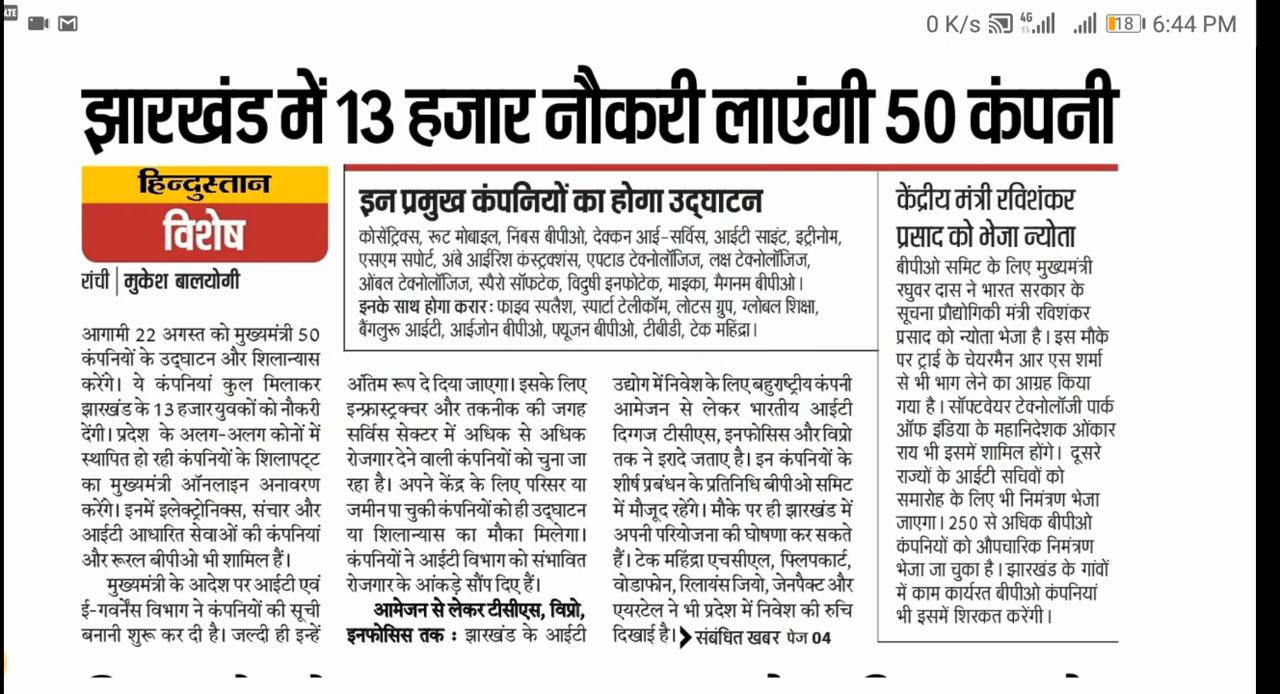 0 K/s 4G 18 6:44 PM
झारखंड में 13 हजार नौकरी लाएंगी 50 कंपनी
हिन्दुस्तान
विशेष
रांची | मुकेश बालयोगी
आगामी 22 अगस्त को मुख्यमंत्री 50
कंपनियों के उद्घाटन और शिलान्यास
करेंगे। ये कंपनियां कुल मिलाकर
झारखंड के 13 हजार युवकों को नौकरी
देंगी। प्रदेश के अलग-अलग कोनों में
स्थापित हो रही कंपनियों के शिलापट्ट
का मुख्यमंत्री ऑनलाइन अनावरण
करेंगे। इनमें इलेक्ट्रोनिक्स, संचार और
आईटी आधारित सेवाओं की कंपनियां
और रूरल बीपीओ भी शामिल हैं।
मुख्यमंत्री के आदेश पर आईटी एवं
ई-गवर्नेंस विभाग ने कंपनियों की सूची
बनानी शुरू कर दी है। जल्दी ही इन्हें
इन प्रमुख कंपनियों का होगा उद्घाटन
कोसेंट्रिक्स, रूट मोबाइल, निंबस बीपीओ, देक्कन आई-सर्विस, आईटी साइंट, इट्रीनोम,
एसएम सपोर्ट, अंबे आईरिश कंस्ट्रक्शंस, एपटाड टेक्नोलॉजिज, लक्ष टेक्नोलॉजिज,
ओंबल टेक्नोलॉजिज, स्पैरो सॉफटेक, विदुषी इनफोटेक, माइका, मैगनम बीपीओ।
इनके साथ होगा करार: फाइव स्पलैश, स्पार्टा टेलीकॉम, लोटस ग्रुप, ग्लोबल शिक्षा,
बैंगलुरू आईटी, आईजोन बीपीओ, फ्यूजन बीपीओ, टीबीडी, टेक महिंद्रा।
अंतिम रूप दे दिया जाएगा। इसके लिए
इन्फ्रास्ट्रक्चर और तकनीक की जगह
सर्विस सेक्टर में अधिक से अधिक
रोजगार देने वाली कंपनियों को चुना जा
रहा है। अपने केंद्र के लिए परिसर या
जमीन पा चुकी कंपनियों को ही उद्घाटन
या शिलान्यास का मौका मिलेगा।
कंपनियों ने आईटी विभाग को संभावित
रोजगार के आंकड़े सौंप दिए हैं।
आमेजन से लेकर टीसीएस, विप्रो,
इनफोसिस तक : झारखंड के आईटी
उद्योग में निवेश के लिए बहुराष्ट्रीय कंपनी
आमेजन से लेकर भारतीय आईटी
दिग्गज टीसीएस, इनफोसिस और विप्रो
तक ने इरादे जताए है। इन कंपनियों के
शीर्ष प्रबंधन के प्रतिनिधि बीपीओ समिट
में मौजूद रहेंगे। मौके पर ही झारखंड में
अपनी परियोजना की घोषणा कर सकते
हैं। टेक महिंद्रा एचसीएल, फ्लिपकार्ट,
वोडाफोन, रिलायंस जियो, जेनपैक्ट और
एयरटेल ने भी प्रदेश में निवेश की रुचि
दिखाई है। संबंधित खबर पेज 04
केंद्रीय मंत्री रविशंकर
प्रसाद को भेजा न्योता
बीपीओ समिट के लिए मुख्यमंत्री
रघुवर दास ने भारत सरकार के
सूचना प्रौद्योगिकी मंत्री रविशंकर
प्रसाद को न्योता भेजा है। इस मौके
पर ट्राई के चेयरमैन आर एस शर्मा
से भी भाग लेने का आग्रह किया
गया है। सॉफ्टवेयर टेक्नोलॉजी पार्क
ऑफ इंडिया के महानिदेशक ओंकार
राय भी इसमें शामिल होंगे। दूसरे
राज्यों के आईटी सचिवों को
समारोह के लिए भी निमंत्रण भेजा
जाएगा। 250 से अधिक बीपीओ
कंपनियों को औपचारिक निमंत्रण
भेजा जा चुका है। झारखंड के गांवों
में काम कार्यरत बीपीओ कंपनियां
भी इसमें शिरकत करेंगी।